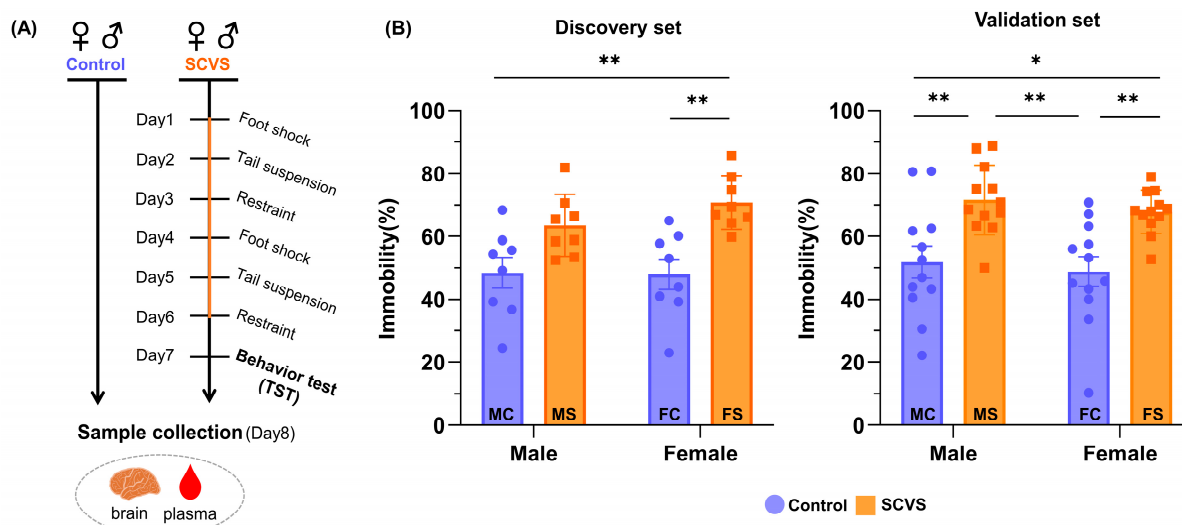 (A)
♀ ♂
Control
♀ ♂
SCVS
Day1 Foot shock
Day2 Tail suspension
Day3 Restraint
Day4 Foot shock
Day5 Tail suspension
Day6 Restraint
Day7 Behavior test
(TST)
Sample collection (Day8)
brain plasma
(B)
Discovery set
**
**
Immobility(%)
100
80
60
40
20
0
MC MS FC FS
Male Female
Validation set
*
** ** **
Immobility(%)
100
80
60
40
20
0
MC MS FC FS
Male Female
Control SCVS